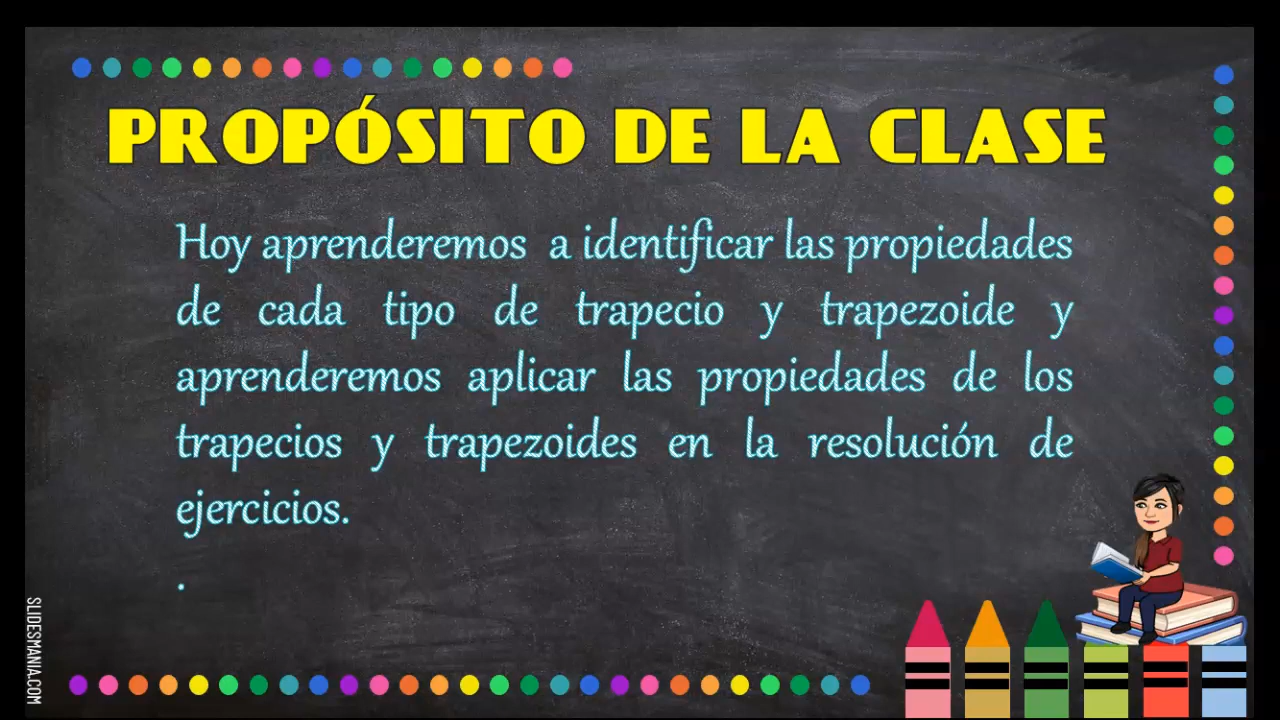 PROPÓSITO DE LA CLASE
Hoy aprenderemos a identificar las propiedades
de cada tipo de trapecio y trapezoide y
aprenderemos aplicar las propiedades de los
trapecios y trapezoides en la resolución de
ejercicios.
.
SLIDESMANIA.COM